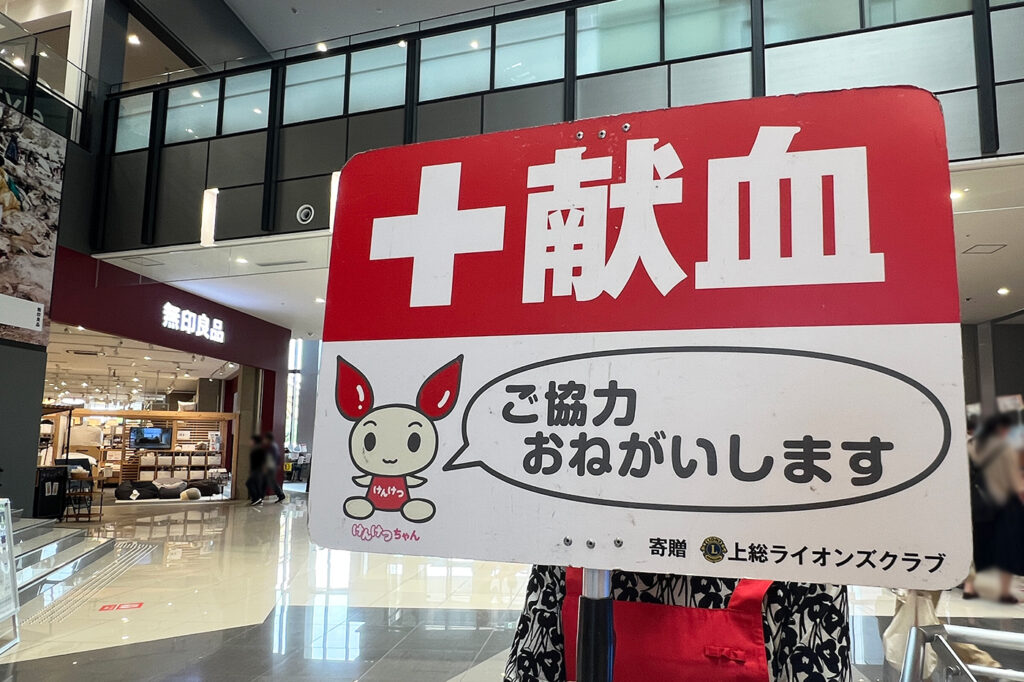 無印良品
献血
ご協力
おねがいします
けんけつ
けんけつちゃん
寄贈 上総ライオンズクラブ